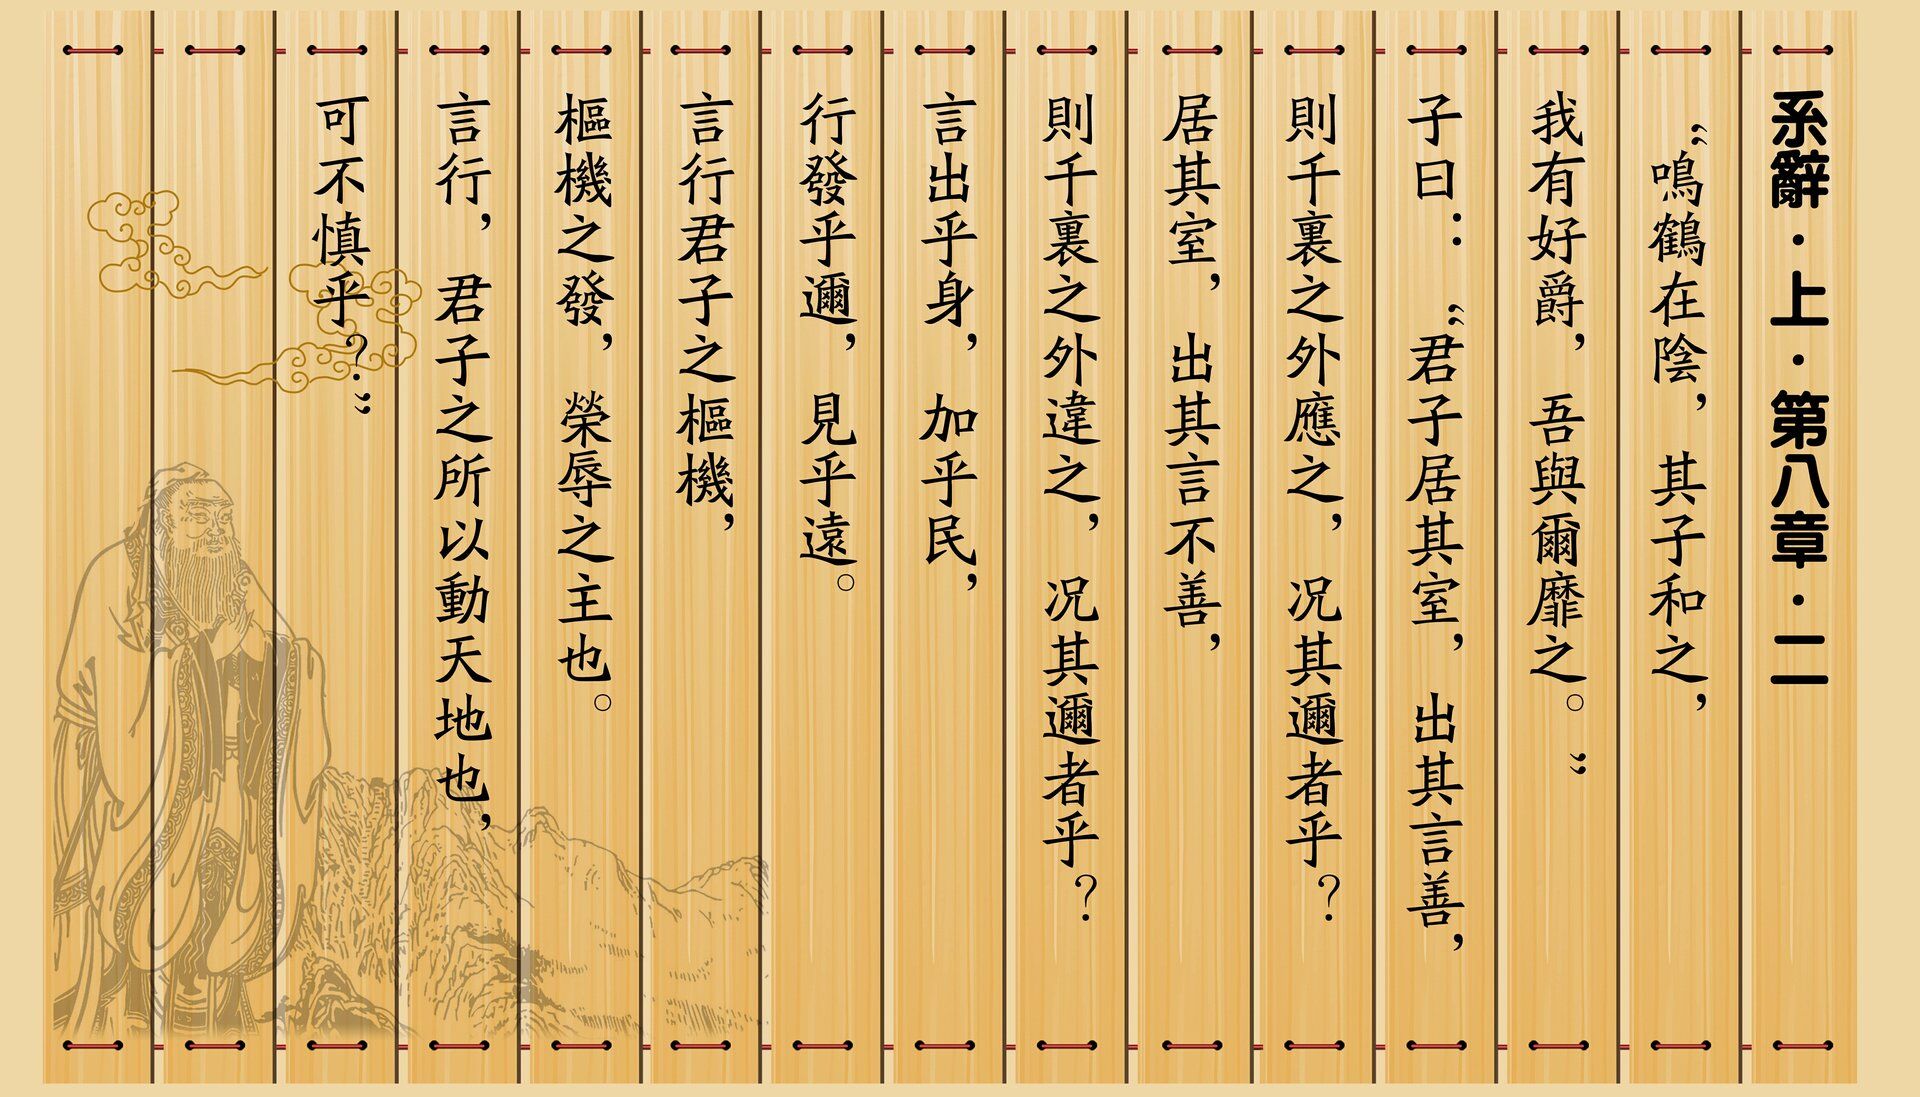 系辭·上·第八章·二
“鳴鶴在陰，其子和之，
我有好爵，吾與爾靡之。”
子曰：“君子居其室，出其言善，
則千裏之外應之，况其邇者乎？
居其室，出其言不善，
則千裏之外違之，况其邇者乎？
言出乎身，加乎民，
行發乎邇，見乎遠。
言行君子之樞機，
樞機之發，榮辱之主也。
言行，君子之所以動天地也，
可不慎乎？”